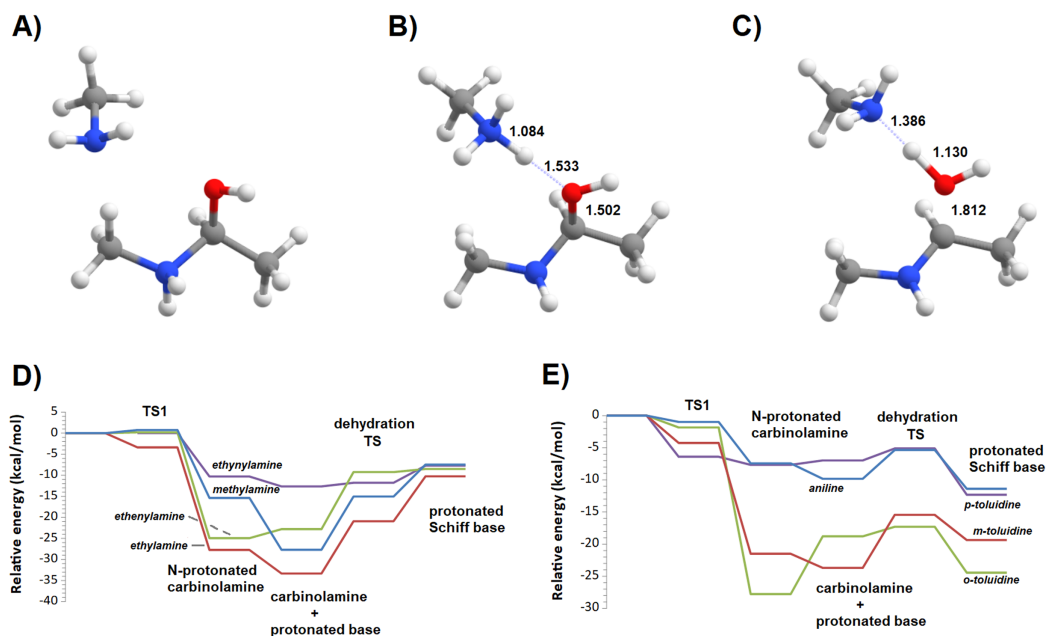 A)
B)
C)
1.084
1.533
1.502
1.386
1.130
1.812
D)
Relative energy (kcal/mol)
5
0
-5
-10
-15
-20
-25
-30
-35
-40
TS1
dehydration
TS
ethynylamine
methylamine
ethenylamine
ethylamine
N-protonated
carbinolamine
carbinolamine
+
protonated base
protonated
Schiff base
E)
Relative energy (kcal/mol)
0
-5
-10
-15
-20
-25
-30
TS1
N-protonated
carbinolamine
dehydration
TS
protonated
Schiff base
aniline
p-toluidine
m-toluidine
o-toluidine
carbinolamine
+
protonated base